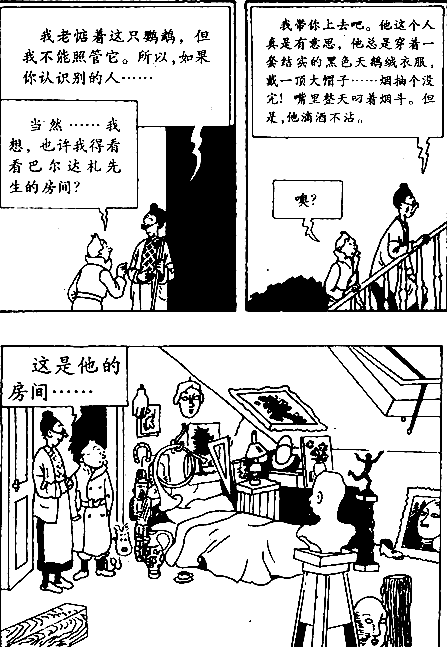 我老惦着这只鹦鹉，但
我不能照管它。所以，如果
你认识别的人……
当然……我
想，也许我得看
看巴尔达札先
生的房间？
我带你上去吧。他这个人
真是有意思，他总是穿着一
套结实的黑色天鹅绒衣服，
戴一顶大帽子……烟抽个没
完！嘴里整天叼着烟斗。但
是，他滴酒不沾。
噢？
这是他的
房间……